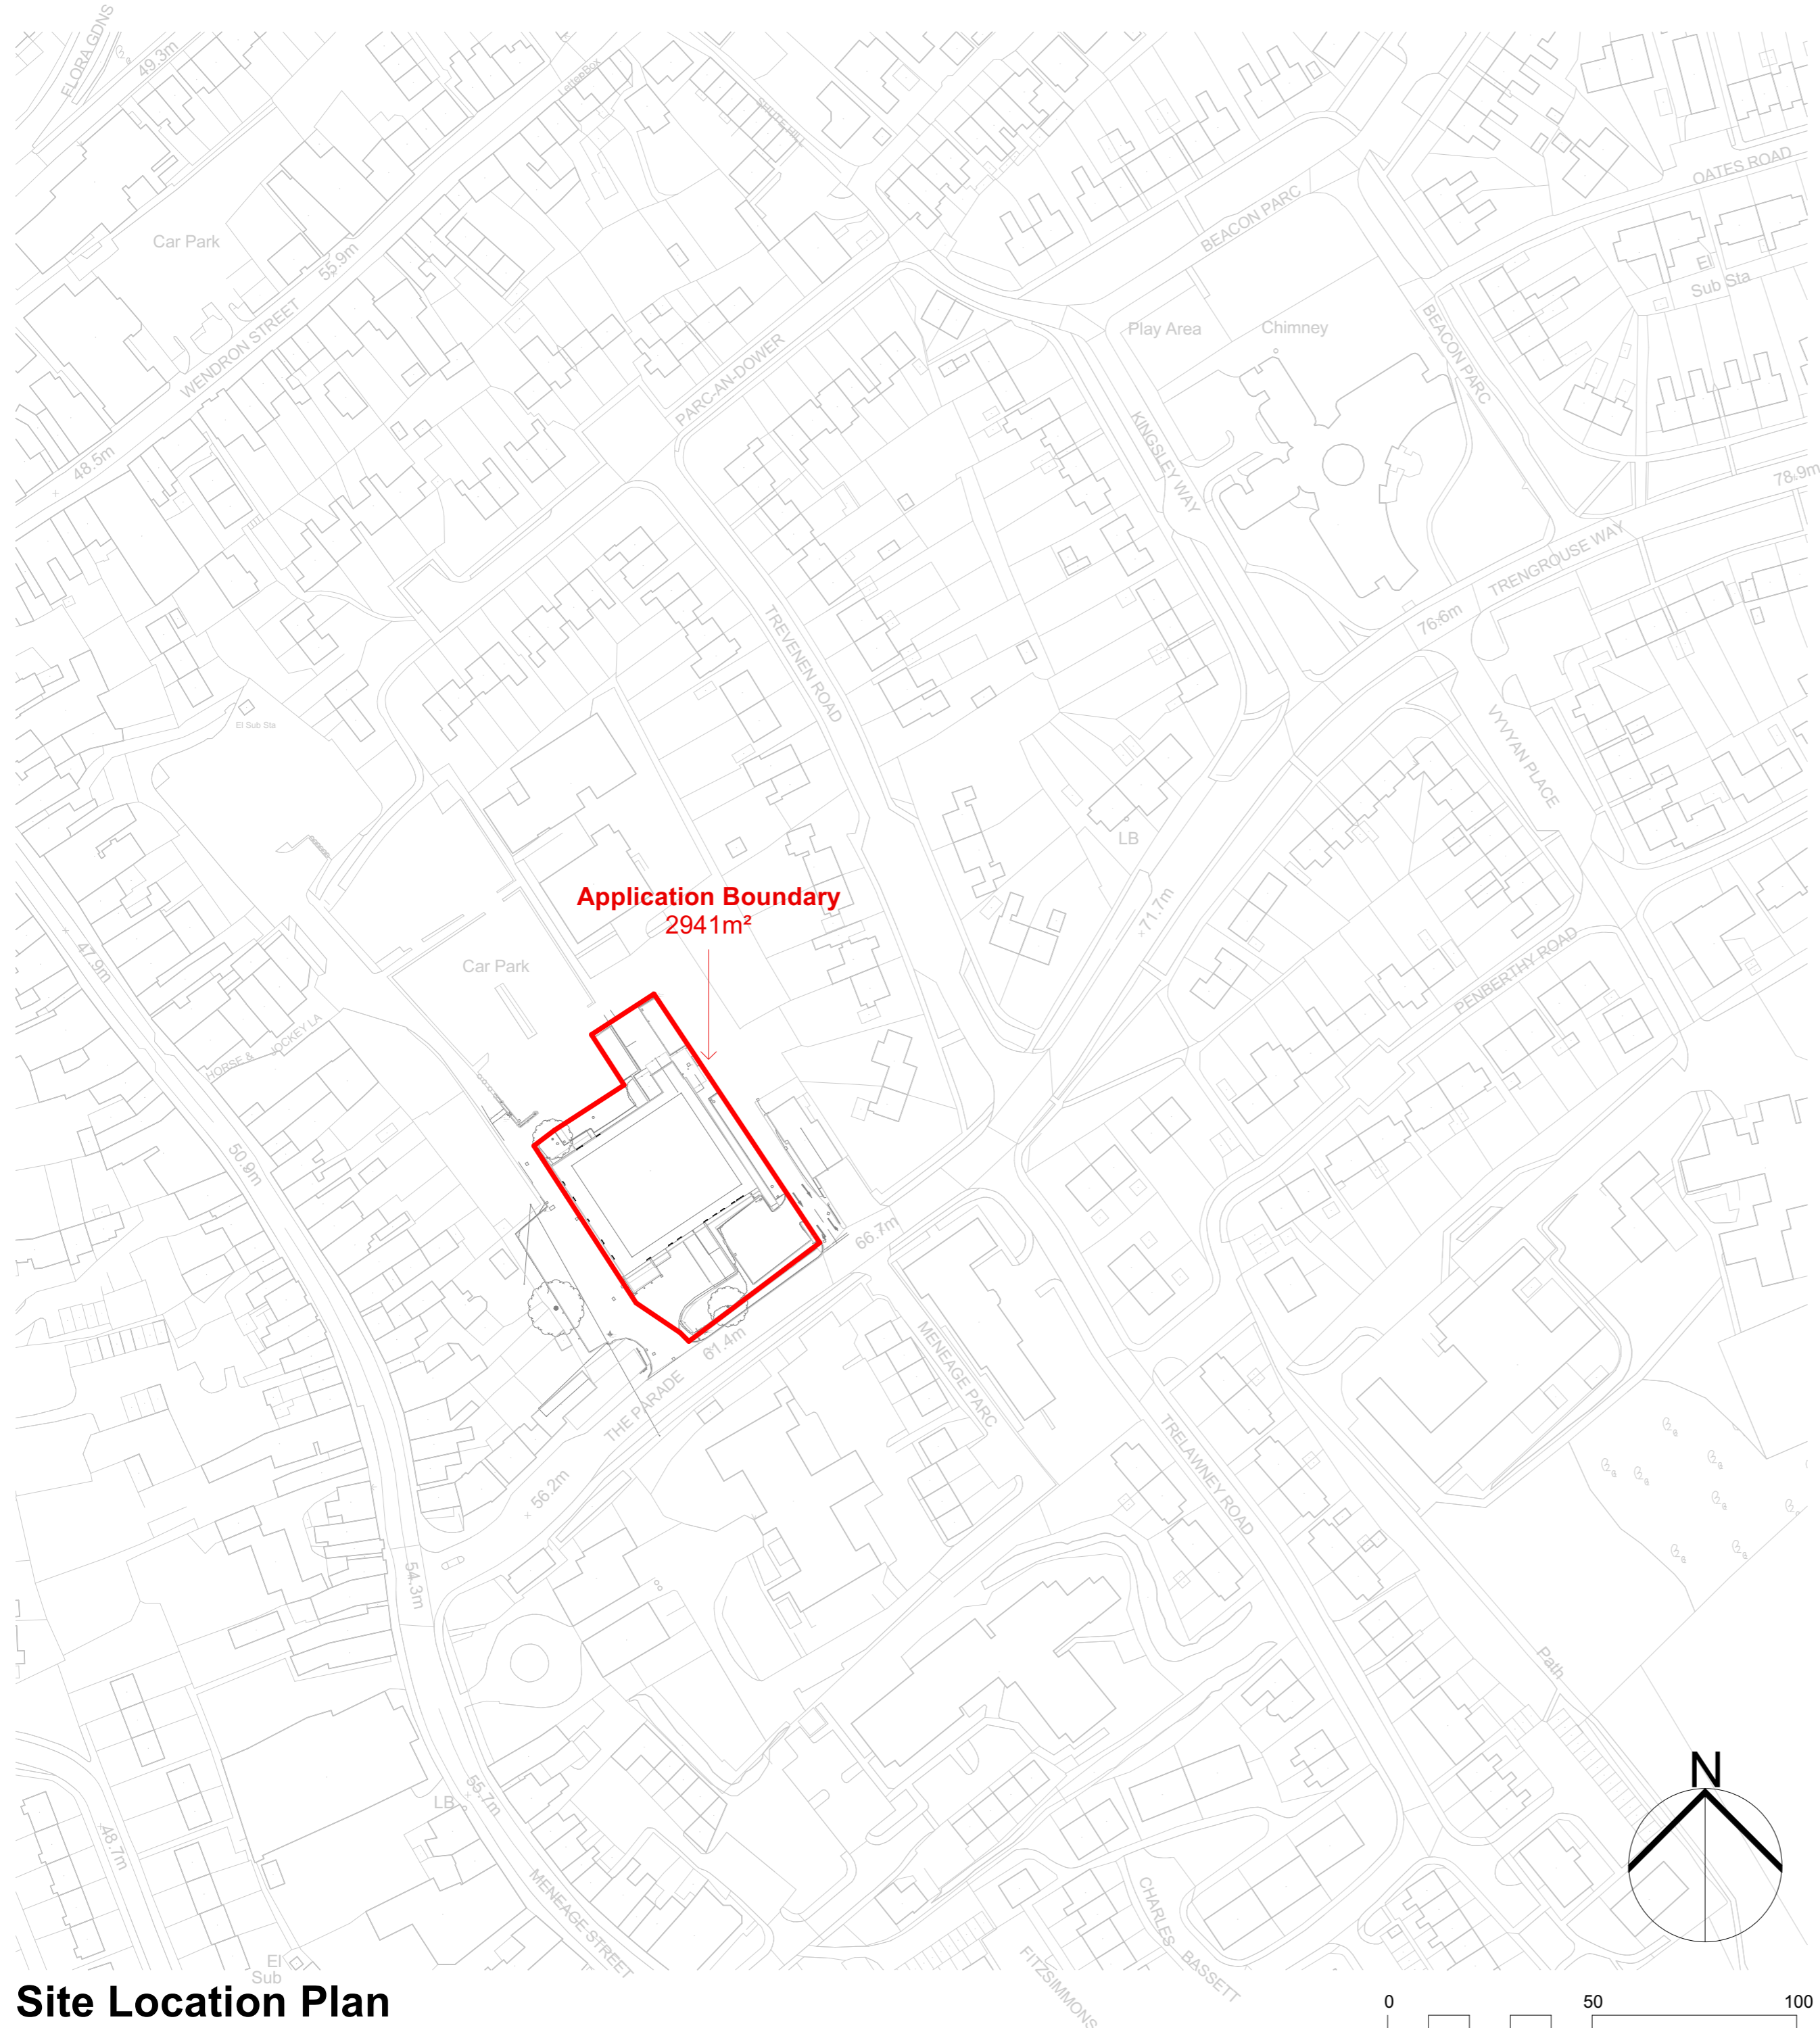 FLORA GDNS
49.3m
LetterBox
SHUTE HILL
OATES ROAD
Car Park
BEACON PARC
55.9m
El
Sub Sta
WENDRON STREET
Play Area
Chimney
BEACON PARC
PARC-AN-DOWER
KINGSLEY WAY
48.5m
78.9m
TRENGROUSE WAY
76.6m
TREVENEN ROAD
El Sub Sta
VYVYAN PLACE
LB
Application Boundary
2941m²
71.7m
47.9m
Car Park
PENBERTHY ROAD
HORSE &
JOCKEY LA
50.9m
66.7m
61.4m
MENEAGE PARC
THE PARADE
TRELAWNEY ROAD
56.2m
54.3m
Path
N
55.7m
LB
48.7m
MENEAGE STREET
CHARLES
BASSETT
FITZSIMMONS
El
Sub
Site Location Plan
0
50
100